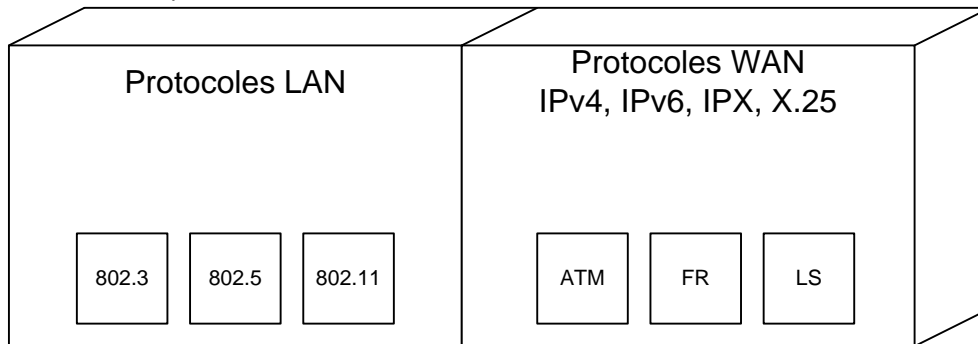 Protocoles LAN
Protocoles WAN
IPv4, IPv6, IPX, X.25
802.3
802.5
802.11
ATM
FR
LS